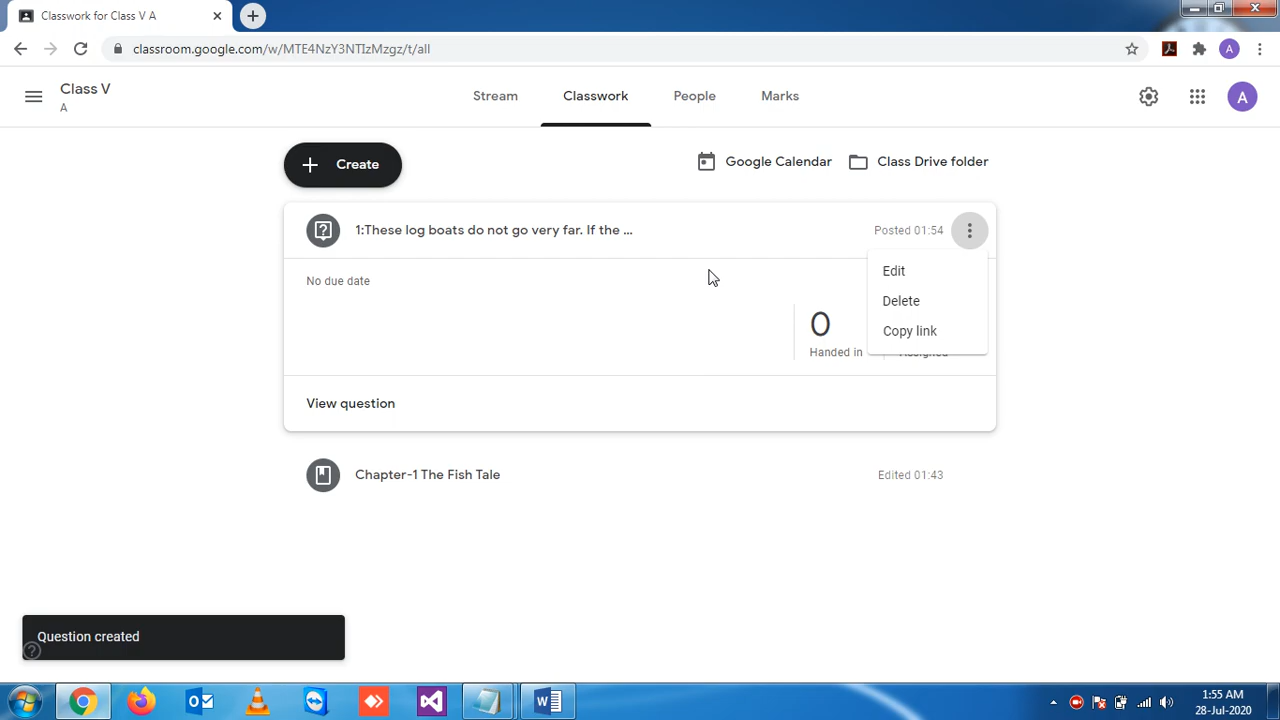 Classwork for Class V A
classroom.google.com/w/MTE4NzY3NTIzMzgz/t/all
A
Class V
A
Stream
Classwork
People
Marks
A
Create
Google Calendar
Class Drive folder
1:These log boats do not go very far. If the ...
Posted 01:54
Edit
Delete
Copy link
No due date
0
Handed in
Assigned
View question
Chapter-1 The Fish Tale
Edited 01:43
Question created
1:55 AM
28-Jul-2020